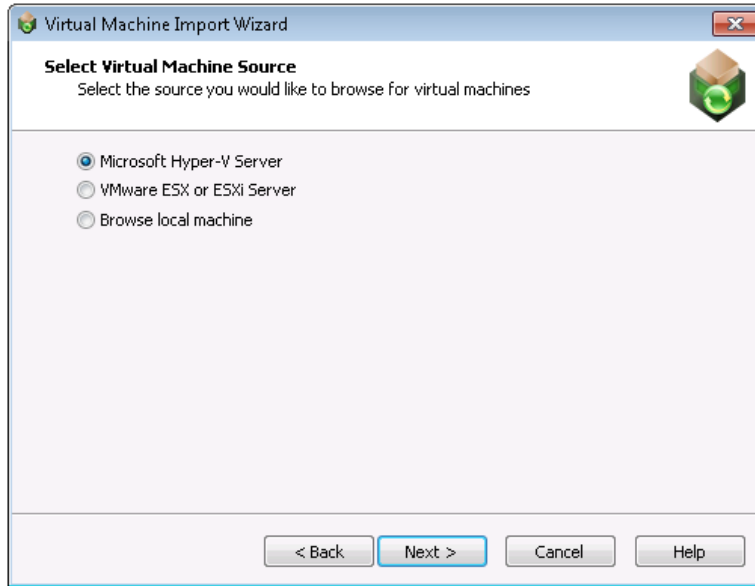 Virtual Machine Import Wizard
Select Virtual Machine Source
Select the source you would like to browse for virtual machines
Microsoft Hyper-V Server
VMware ESX or ESXi Server
Browse local machine
< Back
Next >
Cancel
Help